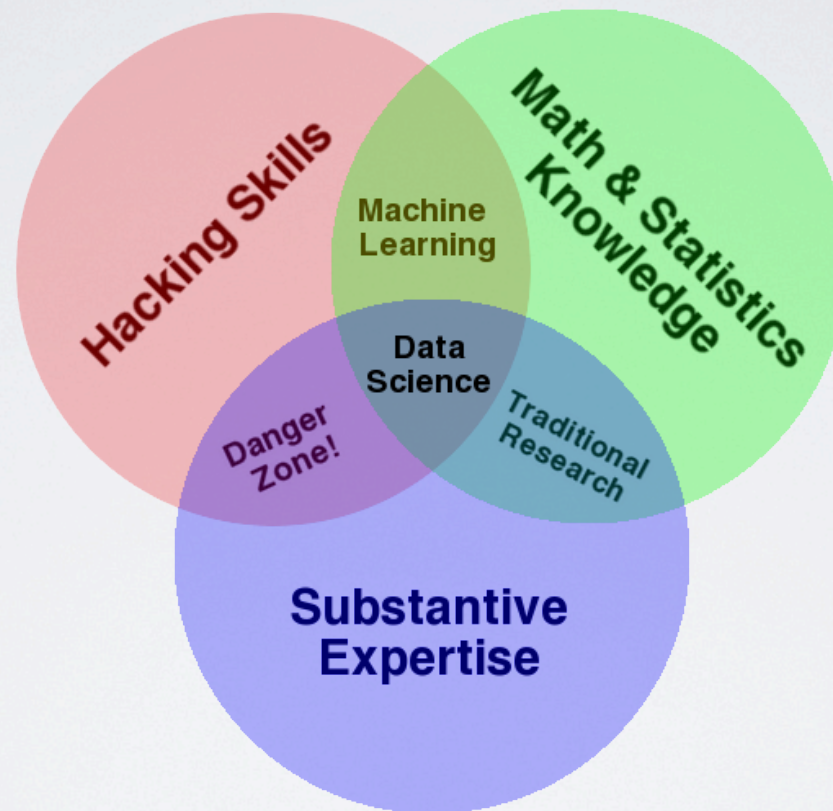 Hacking Skills
Math & Statistics
Knowledge
Machine
Learning
Data
Science
Danger
Zone!
Traditional
Research
Substantive
Expertise